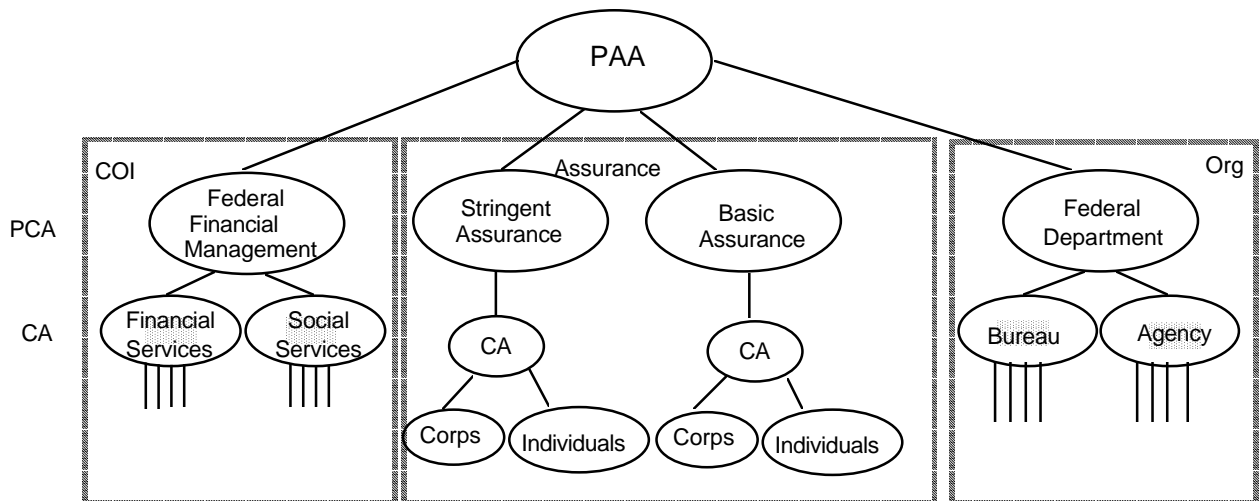 PAA
COI
Assurance
Org
PCA
Federal
Financial
Management
Stringent
Assurance
Basic
Assurance
Federal
Department
CA
Financial
Services
Social
Services
CA
CA
Bureau
Agency
Corps
Individuals
Corps
Individuals